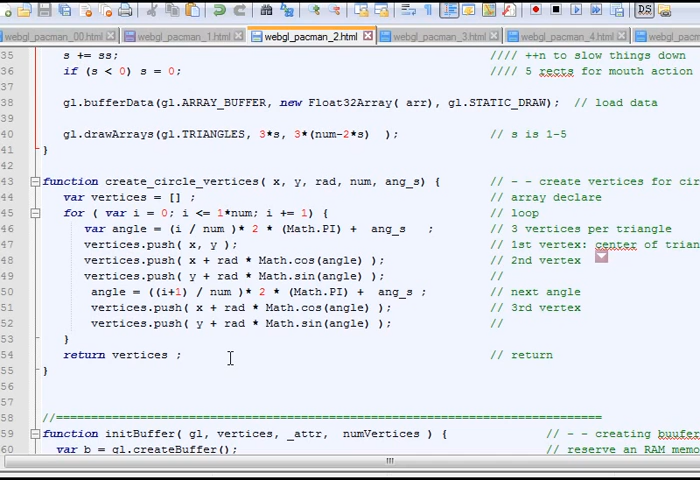 DS
webgl_pacman_00.html webgl_pacman_1.html webgl_pacman_2.html webgl_pacman_3.html webgl_pacman_4.html webgl_pacm
35 s += ss; //// ++n to slow things down
36 if (s < 0) s = 0; //// 5 rects for mouth action
37
38 gl.bufferData(gl.ARRAY_BUFFER, new Float32Array( arr), gl.STATIC_DRAW); // load data
39
40 gl.drawArrays(gl.TRIANGLES, 3*s, 3*(num-2*s) ); // s is 1-5
41 }
42
43 function create_circle_vertices( x, y, rad, num, ang_s) { // - - create vertices for cir
44 var vertices = [] ; // array declare
45 for ( var i = 0; i <= 1*num; i += 1) { // loop
46 var angle = (i / num )* 2 * (Math.PI) + ang_s ; // 3 vertices per triangle
47 vertices.push( x, y ); // 1st vertex: center of trian
48 vertices.push( x + rad * Math.cos(angle) ); // 2nd vertex
49 vertices.push( y + rad * Math.sin(angle) ); //
50 angle = ((i+1) / num )* 2 * (Math.PI) + ang_s ; // next angle
51 vertices.push( x + rad * Math.cos(angle) ); // 3rd vertex
52 vertices.push( y + rad * Math.sin(angle) ); //
53 }
54 return vertices ; // return
55 }
56
57
58 //==============================================================================
59 function initBuffer( gl, vertices, _attr, numVertices ) { // - - creating buufer
60 var b = gl.createBuffer(); // reserve an RAM memo